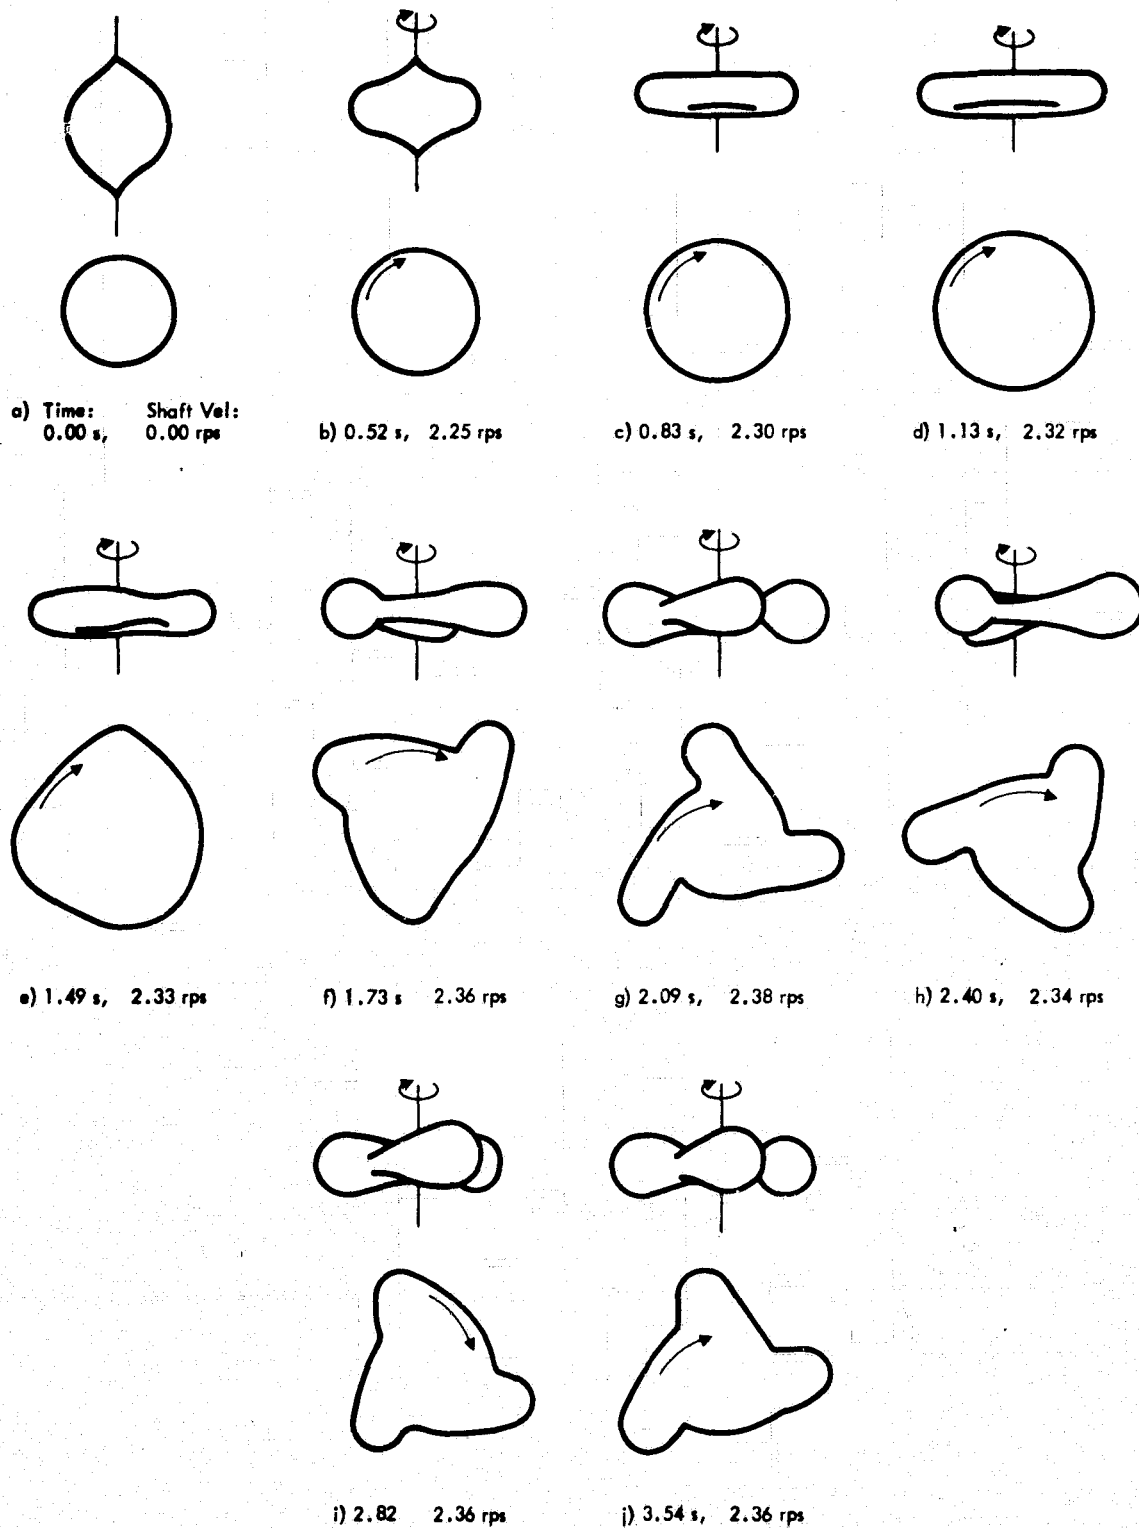 a) Time: Shaft Vel:
0.00 s, 0.00 rps
b) 0.52 s, 2.25 rps
c) 0.83 s, 2.30 rps
d) 1.13 s, 2.32 rps
e) 1.49 s, 2.33 rps
f) 1.73 s 2.36 rps
g) 2.09 s, 2.38 rps
h) 2.40 s, 2.34 rps
i) 2.82 2.36 rps
j) 3.54 s, 2.36 rps